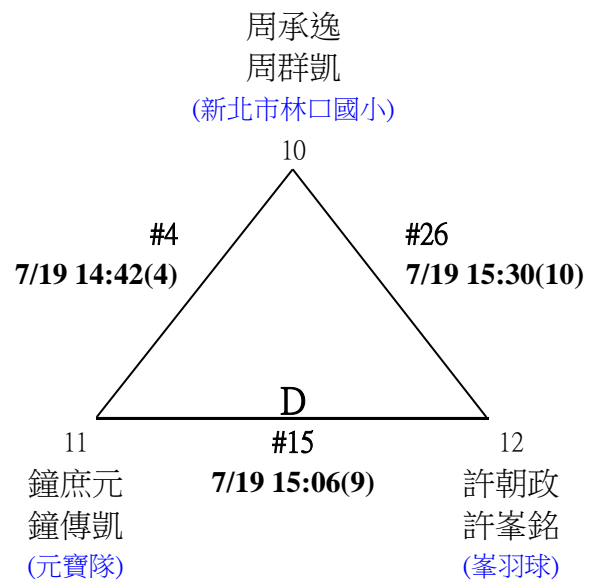 周承逸
周群凱
(新北市林口國小)
10
#4
7/19 14:42(4)
#26
7/19 15:30(10)
D
11
#15
12
鐘庶元
7/19 15:06(9)
許朝政
鐘傳凱
許峯銘
(元寶隊)
(峯羽球)